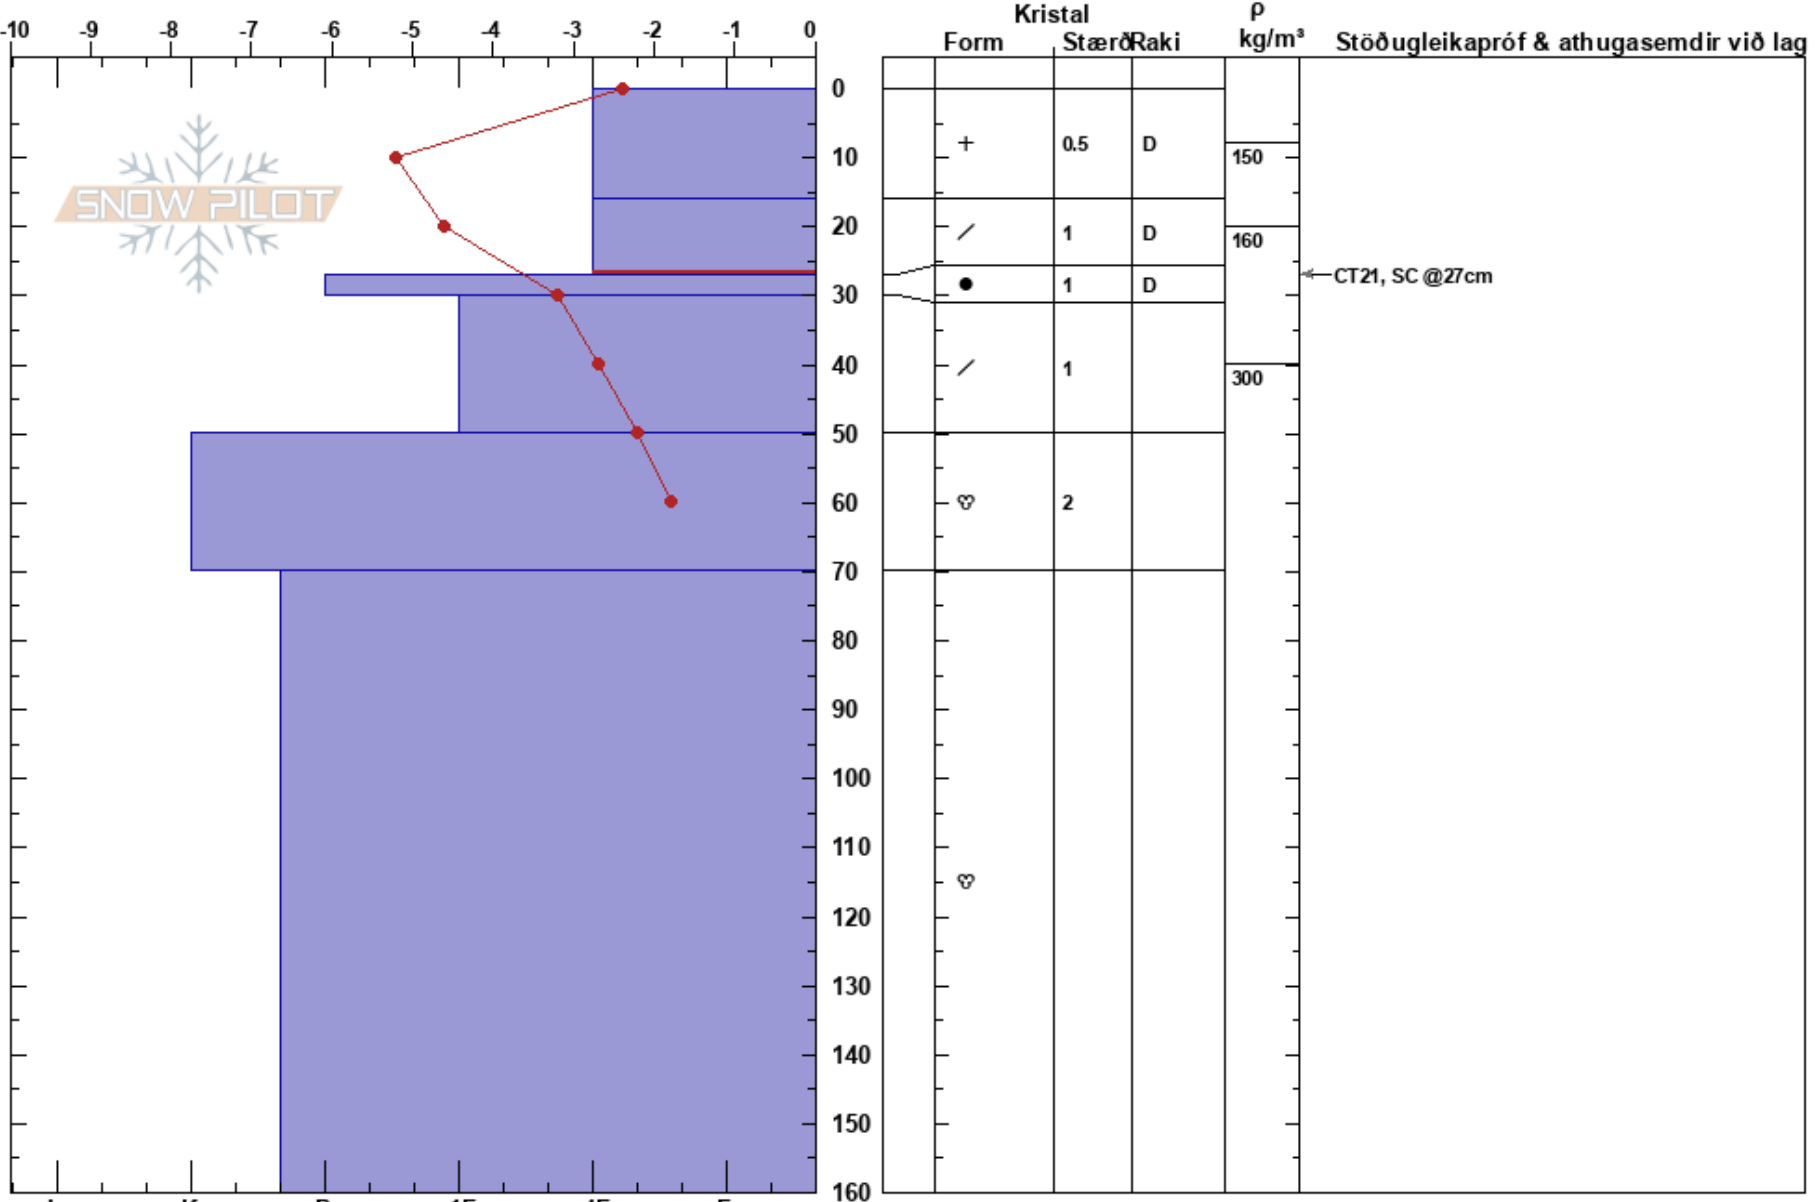 Kristal ρ
-10 -9 -8 -7 -6 -5 -4 -3 -2 -1 0 Form Stærð Raki kg/m³ Stöðugleikapróf & athugasemdir við lag
0
+ 0.5 D
10 150
SNOW PILOT
20
/ 1 D 160
CT21, SC @27cm
● 1 D
30
40
/ 1 300
50
60 2
70
80
90
100
110
120
130
140
150
160